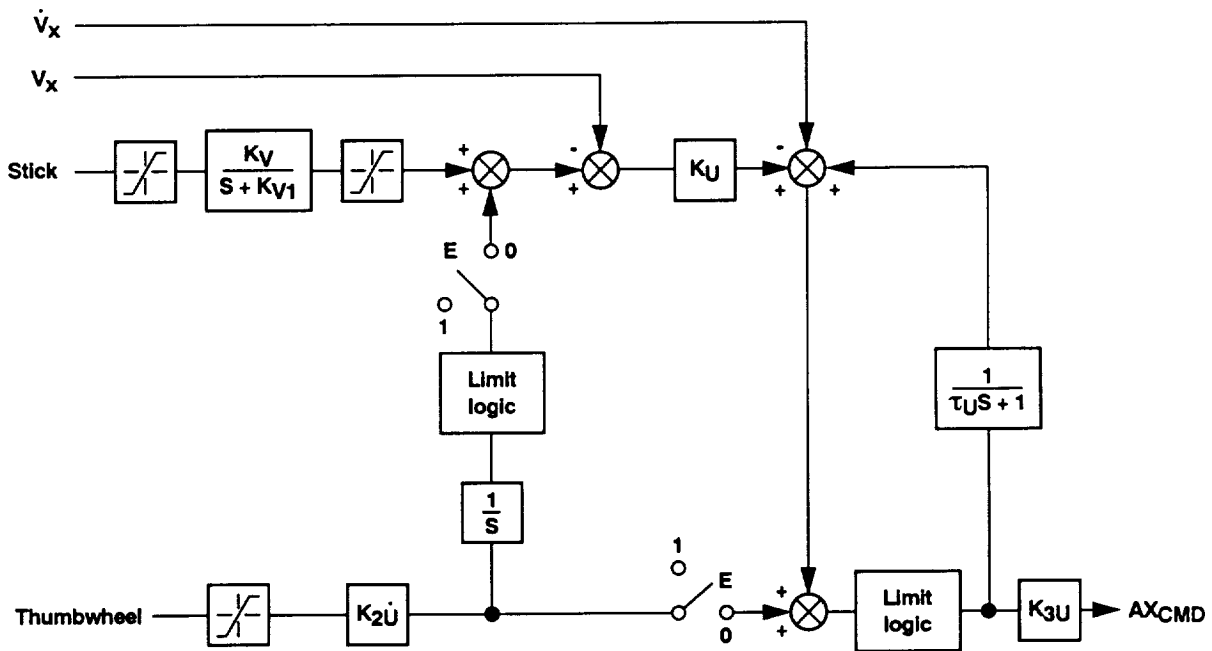 V̇x
Vx
Stick
KV
S + KV1
+
+
-
+
KU
-
+
+
E
0
1
Limit
logic
1
τUS + 1
1
S
Thumbwheel
K2U̇
1
E
0
+
+
Limit
logic
K3U
AXCMD